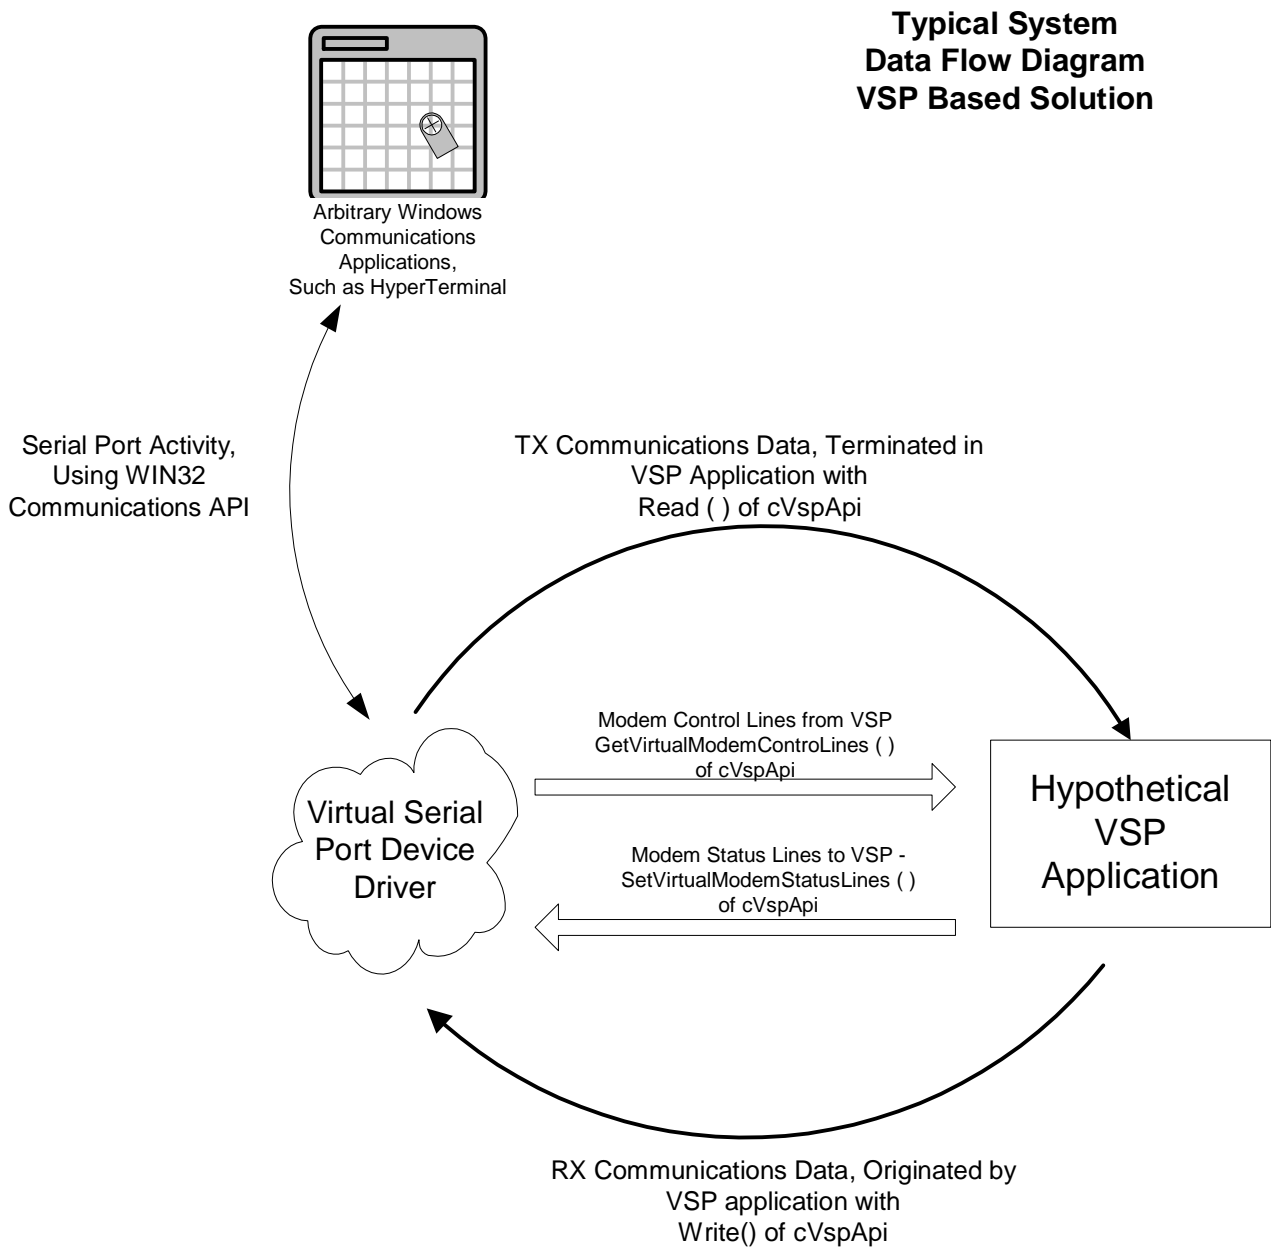 Typical System
Data Flow Diagram
VSP Based Solution
Arbitrary Windows
Communications
Applications,
Such as HyperTerminal
Serial Port Activity,
Using WIN32
Communications API
TX Communications Data, Terminated in
VSP Application with
Read ( ) of cVspApi
Modem Control Lines from VSP
GetVirtualModemControLines ( )
of cVspApi
Virtual Serial
Port Device
Driver
Modem Status Lines to VSP -
SetVirtualModemStatusLines ( )
of cVspApi
Hypothetical
VSP
Application
RX Communications Data, Originated by
VSP application with
Write() of cVspApi